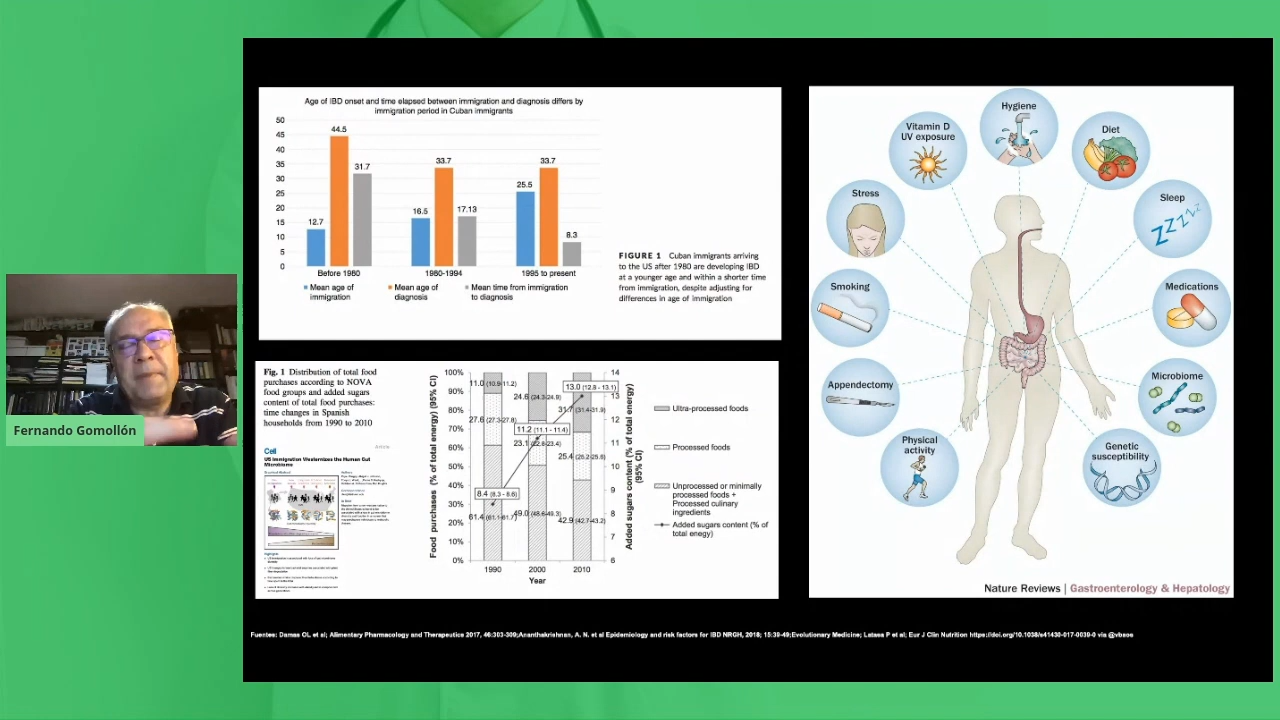 Fernando Gomollón
Age of IBD onset and time elapsed between immigration and diagnosis differs by
immigration period in Cuban immigrants
50
45
40
35
30
25
20
15
10
5
0
12.7
44.5
31.7
16.5
33.7
17.13
25.5
33.7
8.3
Before 1980
1980-1994
1995 to present
Mean age of
immigration
Mean age of
diagnosis
Mean time from immigration
to diagnosis
FIGURE 1 Cuban immigrants arriving
to the US after 1980 are developing IBD
at a younger age and within a shorter time
from immigration, despite adjusting for
differences in age of immigration
Fig. 1 Distribution of total food
purchases according to NOVA
food groups and added sugars
content of total food purchases:
time changes in Spanish
households from 1990 to 2010
Cell
Article
US Immigration Westernizes the Human Gut
Microbiome
Food purchases (% of total energy) (95% CI)
100%
90%
80%
70%
60%
50%
40%
30%
20%
10%
0%
11.0 (10.9-11.2)
27.6 (27.3-27.8)
8.4 (8.3 - 8.6)
61.4 (61.1-61.7)
24.6 (24.3-24.9)
11.2 (11.1 - 11.4)
23.1 (22.8-23.4)
49.0 (48.6-49.3)
13.0 (12.8 - 13.1)
31.7 (31.4-31.9)
25.4 (25.2-25.6)
42.9 (42.7-43.2)
1990
2000
2010
Year
14
13
12
11
10
9
8
7
6
Added sugars content (% of total energy)
(95% CI)
Ultra-processed foods
Processed foods
Unprocessed or minimally
processed foods +
Processed culinary
ingredients
Added sugars content (% of
total enegy)
Hygiene
Vitamin D
UV exposure
Diet
Stress
Sleep
Smoking
Medications
Appendectomy
Microbiome
Physical
activity
Genetic
susceptibility
Nature Reviews | Gastroenterology & Hepatology
Fuentes: Damas OL et al; Alimentary Pharmacology and Therapeutics 2017, 46:303-309;Ananthakrishnan, A. N. et al Epidemiology and risk factors for IBD NRGH, 2018; 15:39-49;Evolutionary Medicine; Latasa P et al; Eur J Clin Nutrition https://doi.org/10.1038/s41430-017-0039-0 via @vbaos